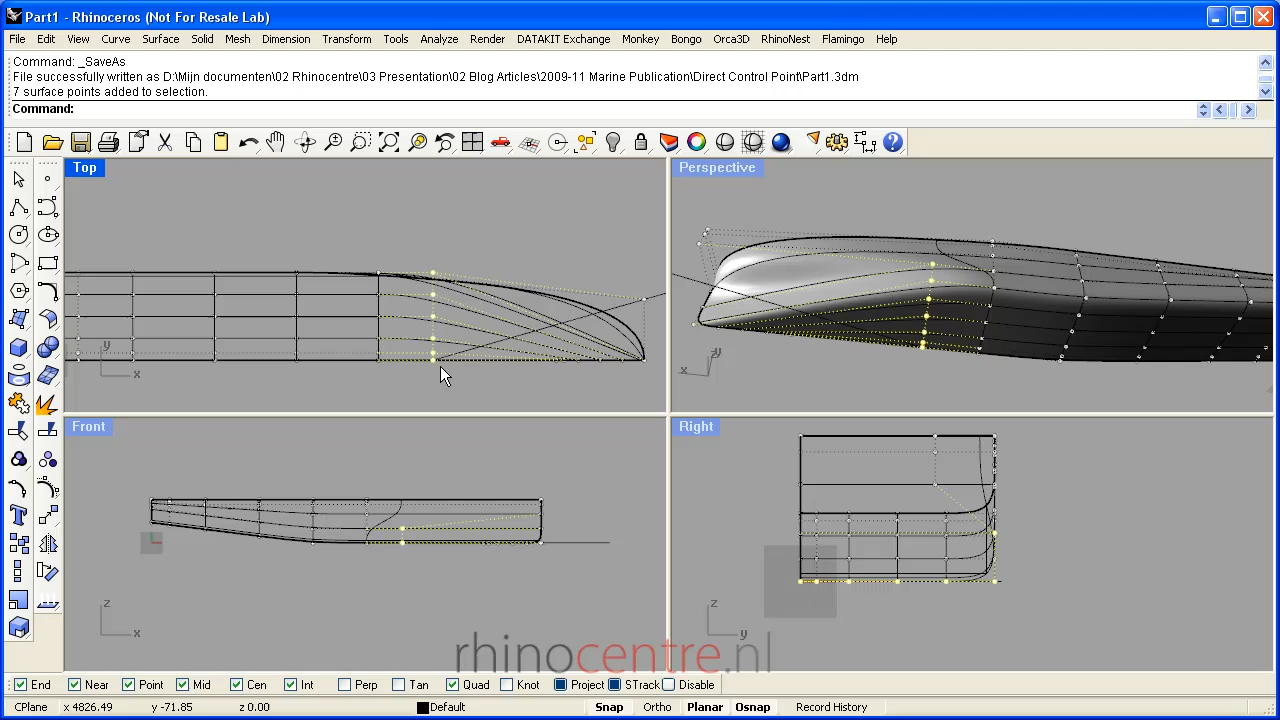 Part1 - Rhinoceros (Not For Resale Lab)
File Edit View Curve Surface Solid Mesh Dimension Transform Tools Analyze Render DATAKIT Exchange Monkey Bongo Orca3D RhinoNest Flamingo Help
Command: _SaveAs
File successfully written as D:\Mijn documenten\02 Rhinocentre\03 Presentation\02 Blog Articles\2009-11 Marine Publication\Direct Control Point\Part1.3dm
7 surface points added to selection.
Command:
Top
Perspective
y
x
x
y
Front
Right
z
x
z
y
rhinocentre.nl
End Near Point Mid Cen Int Perp Tan Quad Knot Project STrack Disable
CPlane x 4826.49 y -71.85 z 0.00 Default Snap Ortho Planar Osnap Record History